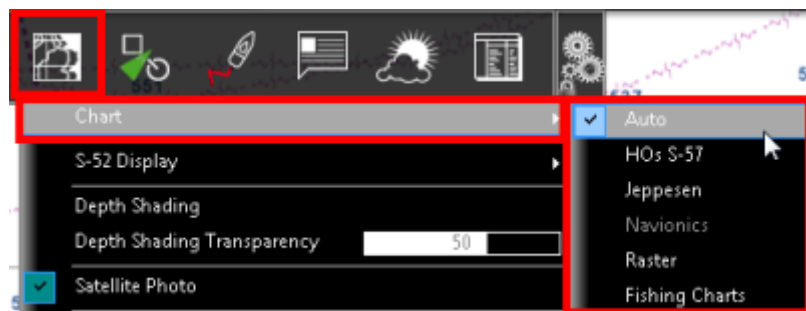 551
Chart
S-52 Display
Depth Shading
Depth Shading Transparency 50
Satellite Photo
Auto
HOs S-57
Jeppesen
Navionics
Raster
Fishing Charts